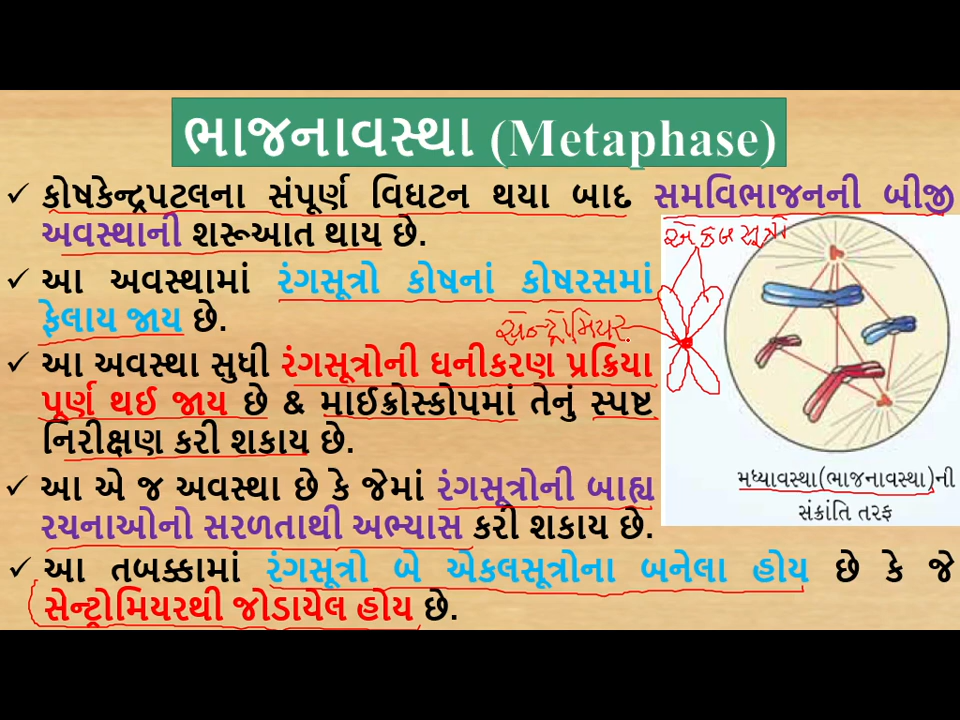 ભાજનાવસ્થા (Metaphase)
✓ કોષકેન્દ્રપટલના સંપૂર્ણ વિઘટન થયા બાદ સમવિભાજનની બીજી
અવસ્થાની શરૂઆત થાય છે.
✓ આ અવસ્થામાં રંગસૂત્રો કોષનાં કોષરસમાં
ફેલાય જાય છે.
✓ આ અવસ્થા સુધી રંગસૂત્રોની ઘનીકરણ પ્રક્રિયા
પૂર્ણ થઈ જાય છે & માઈક્રોસ્કોપમાં તેનું સ્પષ્ટ
નિરીક્ષણ કરી શકાય છે.
✓ આ એ જ અવસ્થા છે કે જેમાં રંગસૂત્રોની બાહ્ય
રચનાઓનો સરળતાથી અભ્યાસ કરી શકાય છે.
✓ આ તબક્કામાં રંગસૂત્રો બે એકલસૂત્રોના બનેલા હોય છે કે જે
સેન્ટ્રોમિયરથી જોડાયેલ હોય છે.
એકલ સૂત્રો
સેન્ટ્રોમિયર
મધ્યાવસ્થા(ભાજનાવસ્થા)ની
સંક્રાંતિ તરફ